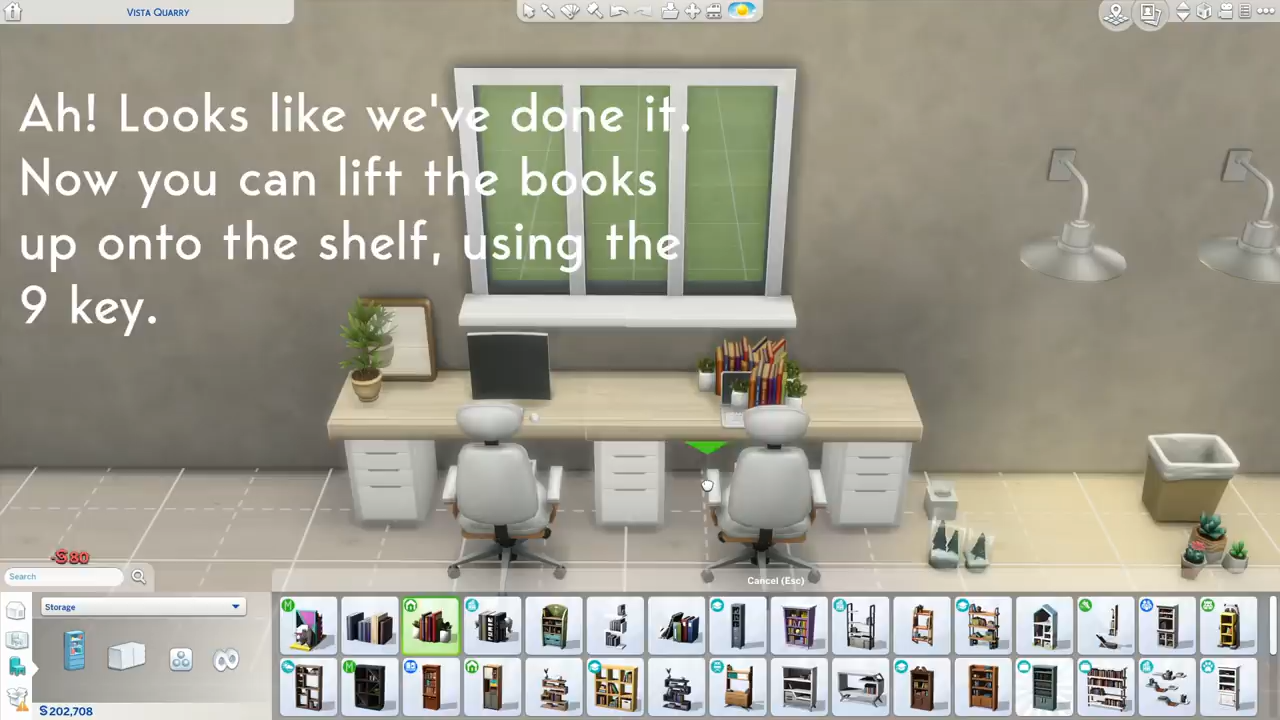 Vista Quarry
Ah! Looks like we've done it.
Now you can lift the books
up onto the shelf, using the
9 key.
-§80
Cancel (Esc)
Search
Storage
§202,708